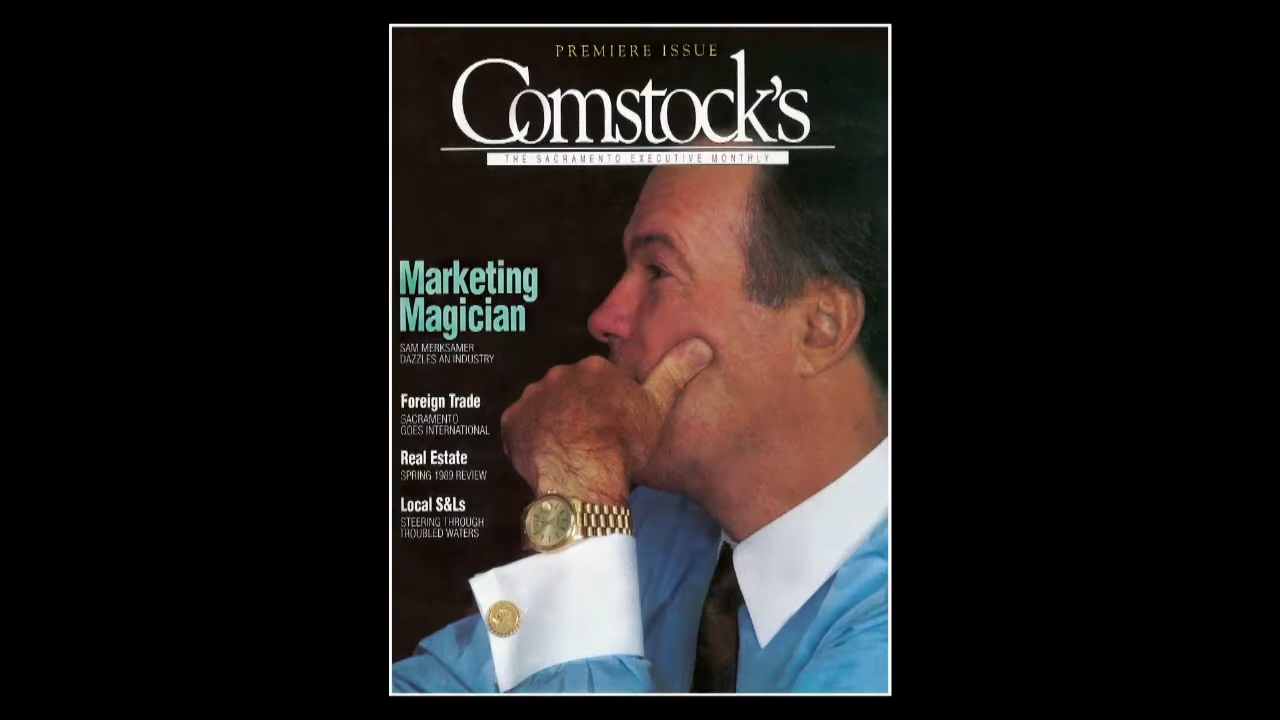 PREMIERE ISSUE
Comstock's
THE SACRAMENTO EXECUTIVE MONTHLY
Marketing
Magician
SAM MERKSAMER
DAZZLES AN INDUSTRY
Foreign Trade
SACRAMENTO
GOES INTERNATIONAL
Real Estate
SPRING 1989 REVIEW
Local S&Ls
STEERING THROUGH
TROUBLED WATERS